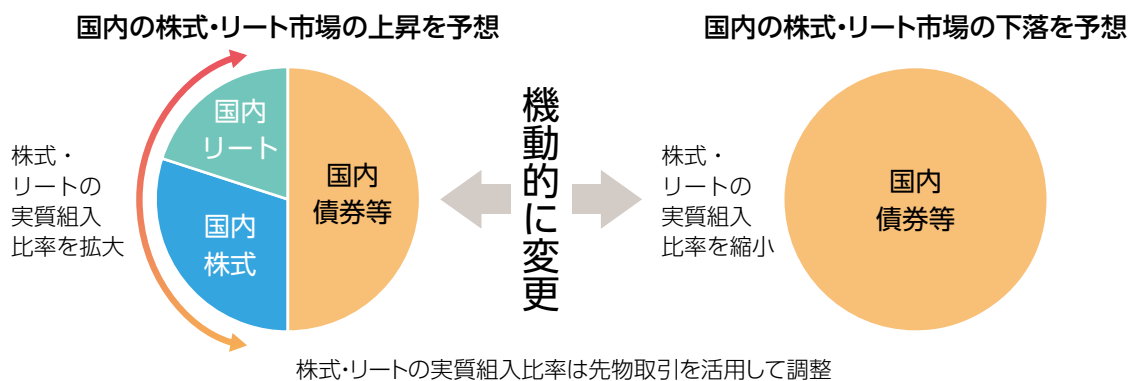 国内の株式・リート市場の上昇を予想
国内の株式・リート市場の下落を予想
株式・
リートの
実質組入
比率を拡大
国内
リート
国内
株式
国内
債券等
機動的に変更
株式・
リートの
実質組入
比率を縮小
国内
債券等
株式・リートの実質組入比率は先物取引を活用して調整